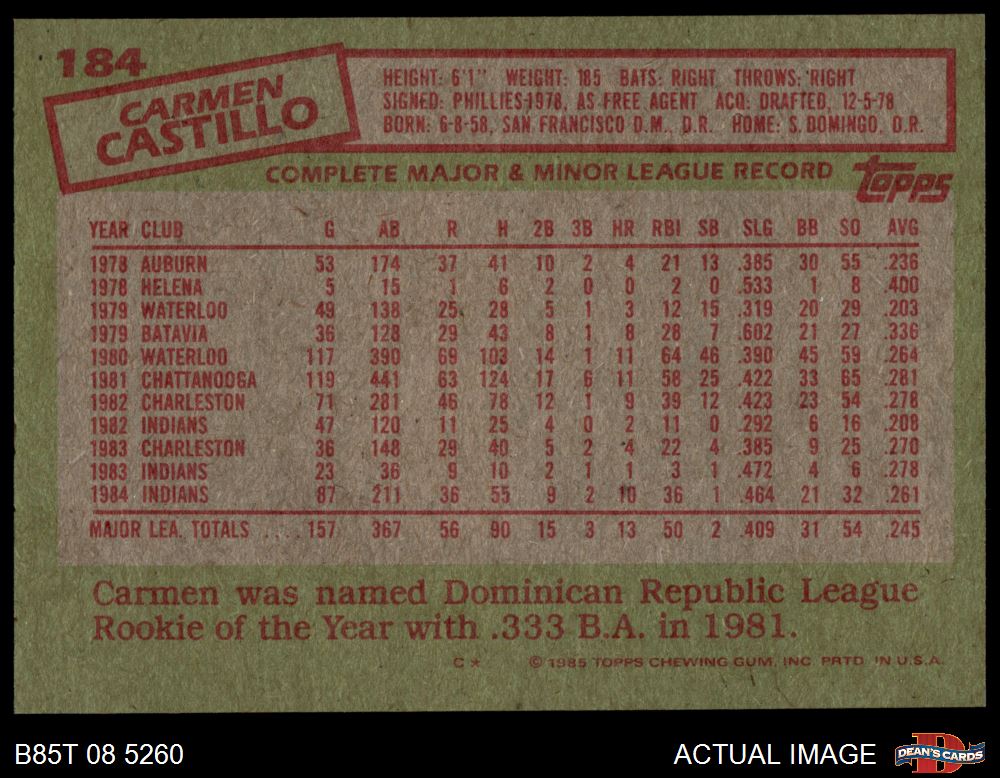 184
CARMEN
CASTILLO
HEIGHT: 6'1" WEIGHT: 185 BATS: RIGHT THROWS: RIGHT
SIGNED: PHILLIES-1978, AS FREE AGENT ACQ: DRAFTED, 12-5-78
BORN: 6-8-58, SAN FRANCISCO D.M., D.R. HOME: S. DOMINGO, D.R.
COMPLETE MAJOR & MINOR LEAGUE RECORD
topps
YEAR CLUB G AB R H 2B 3B HR RBI SB SLG BB SO AVG
1978 AUBURN 53 174 37 41 10 2 4 21 13 .385 30 55 .236
1978 HELENA 5 15 1 6 2 0 0 2 0 .533 1 8 .400
1979 WATERLOO 49 138 25 28 5 1 3 12 15 .319 20 29 .203
1979 BATAVIA 36 128 29 43 8 1 8 28 7 .602 21 27 .336
1980 WATERLOO 117 390 69 103 14 1 11 64 46 .390 45 59 .264
1981 CHATTANOOGA 119 441 63 124 17 6 11 58 25 .422 33 65 .281
1982 CHARLESTON 71 281 46 78 12 1 9 39 12 .423 23 54 .278
1982 INDIANS 47 120 11 25 4 0 2 11 0 .292 6 16 .208
1983 CHARLESTON 36 148 29 40 5 2 4 22 4 .385 9 25 .270
1983 INDIANS 23 36 9 10 2 1 1 3 1 .472 4 6 .278
1984 INDIANS 87 211 36 55 9 2 10 36 1 .464 21 32 .261
MAJOR LEA. TOTALS .... 157 367 56 90 15 3 13 50 2 .409 31 54 .245
Carmen was named Dominican Republic League
Rookie of the Year with .333 B.A. in 1981.
C * © 1985 TOPPS CHEWING GUM, INC. PRTD. IN U.S.A.
B85T 08 5260
ACTUAL IMAGE
D
DEAN'S CARDS